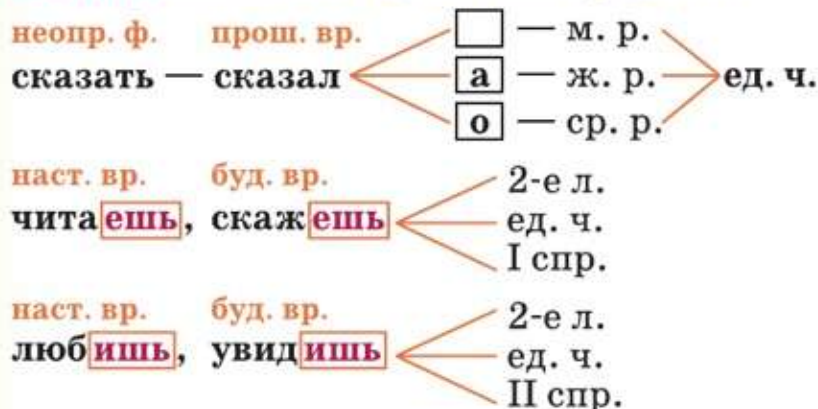 неопр. ф. прош. вр.
сказать — сказал
— м. р.
а — ж. р.
о — ср. р.
ед. ч.
наст. вр. буд. вр.
читаешь, скажешь
2-е л.
ед. ч.
I спр.
наст. вр. буд. вр.
любишь, увидишь
2-е л.
ед. ч.
II спр.